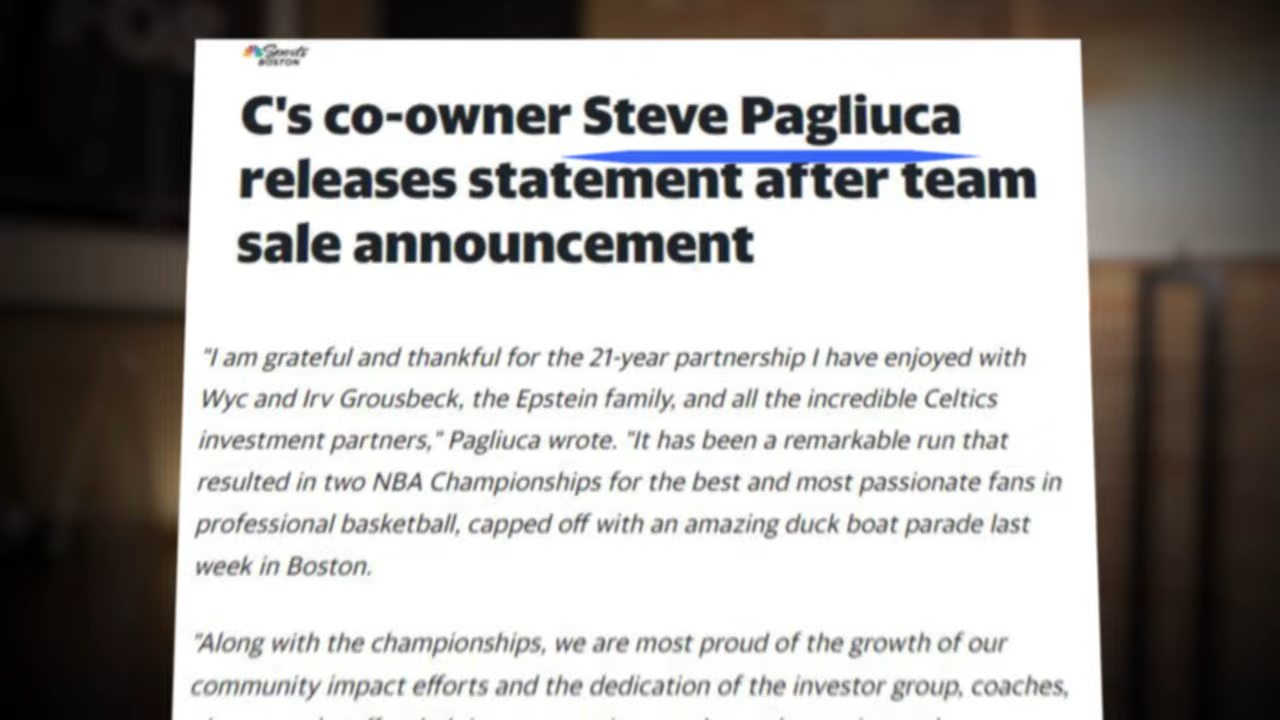 Sports
BOSTON
C's co-owner Steve Pagliuca
releases statement after team
sale announcement
"I am grateful and thankful for the 21-year partnership I have enjoyed with
Wyc and Irv Grousbeck, the Epstein family, and all the incredible Celtics
investment partners," Pagliuca wrote. "It has been a remarkable run that
resulted in two NBA Championships for the best and most passionate fans in
professional basketball, capped off with an amazing duck boat parade last
week in Boston.
"Along with the championships, we are most proud of the growth of our
community impact efforts and the dedication of the investor group, coaches,